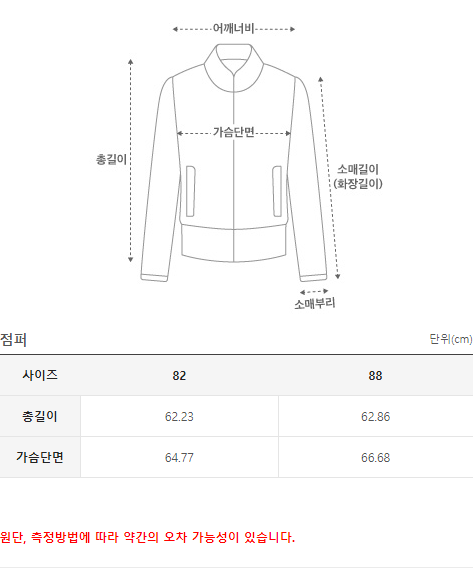 어깨너비
가슴단면
총길이
소매길이
(화장길이)
소매부리
점퍼 단위(cm)
사이즈 82 88
총길이 62.23 62.86
가슴단면 64.77 66.68
원단, 측정방법에 따라 약간의 오차 가능성이 있습니다.